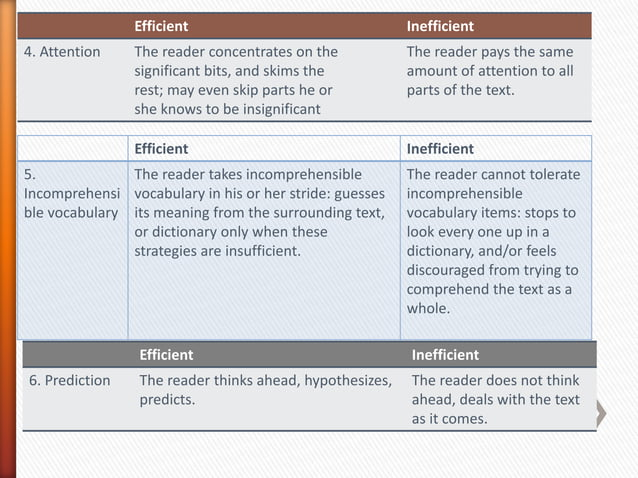 Efficient Inefficient
4. Attention The reader concentrates on the The reader pays the same
significant bits, and skims the amount of attention to all
rest; may even skip parts he or parts of the text.
she knows to be insignificant
Efficient Inefficient
5. The reader takes incomprehensible The reader cannot tolerate
Incomprehensi vocabulary in his or her stride: guesses incomprehensible
ble vocabulary its meaning from the surrounding text, vocabulary items: stops to
or dictionary only when these look every one up in a
strategies are insufficient. dictionary, and/or feels
discouraged from trying to
comprehend the text as a
whole.
Efficient Inefficient
6. Prediction The reader thinks ahead, hypothesizes, The reader does not think
predicts. ahead, deals with the text
as it comes.